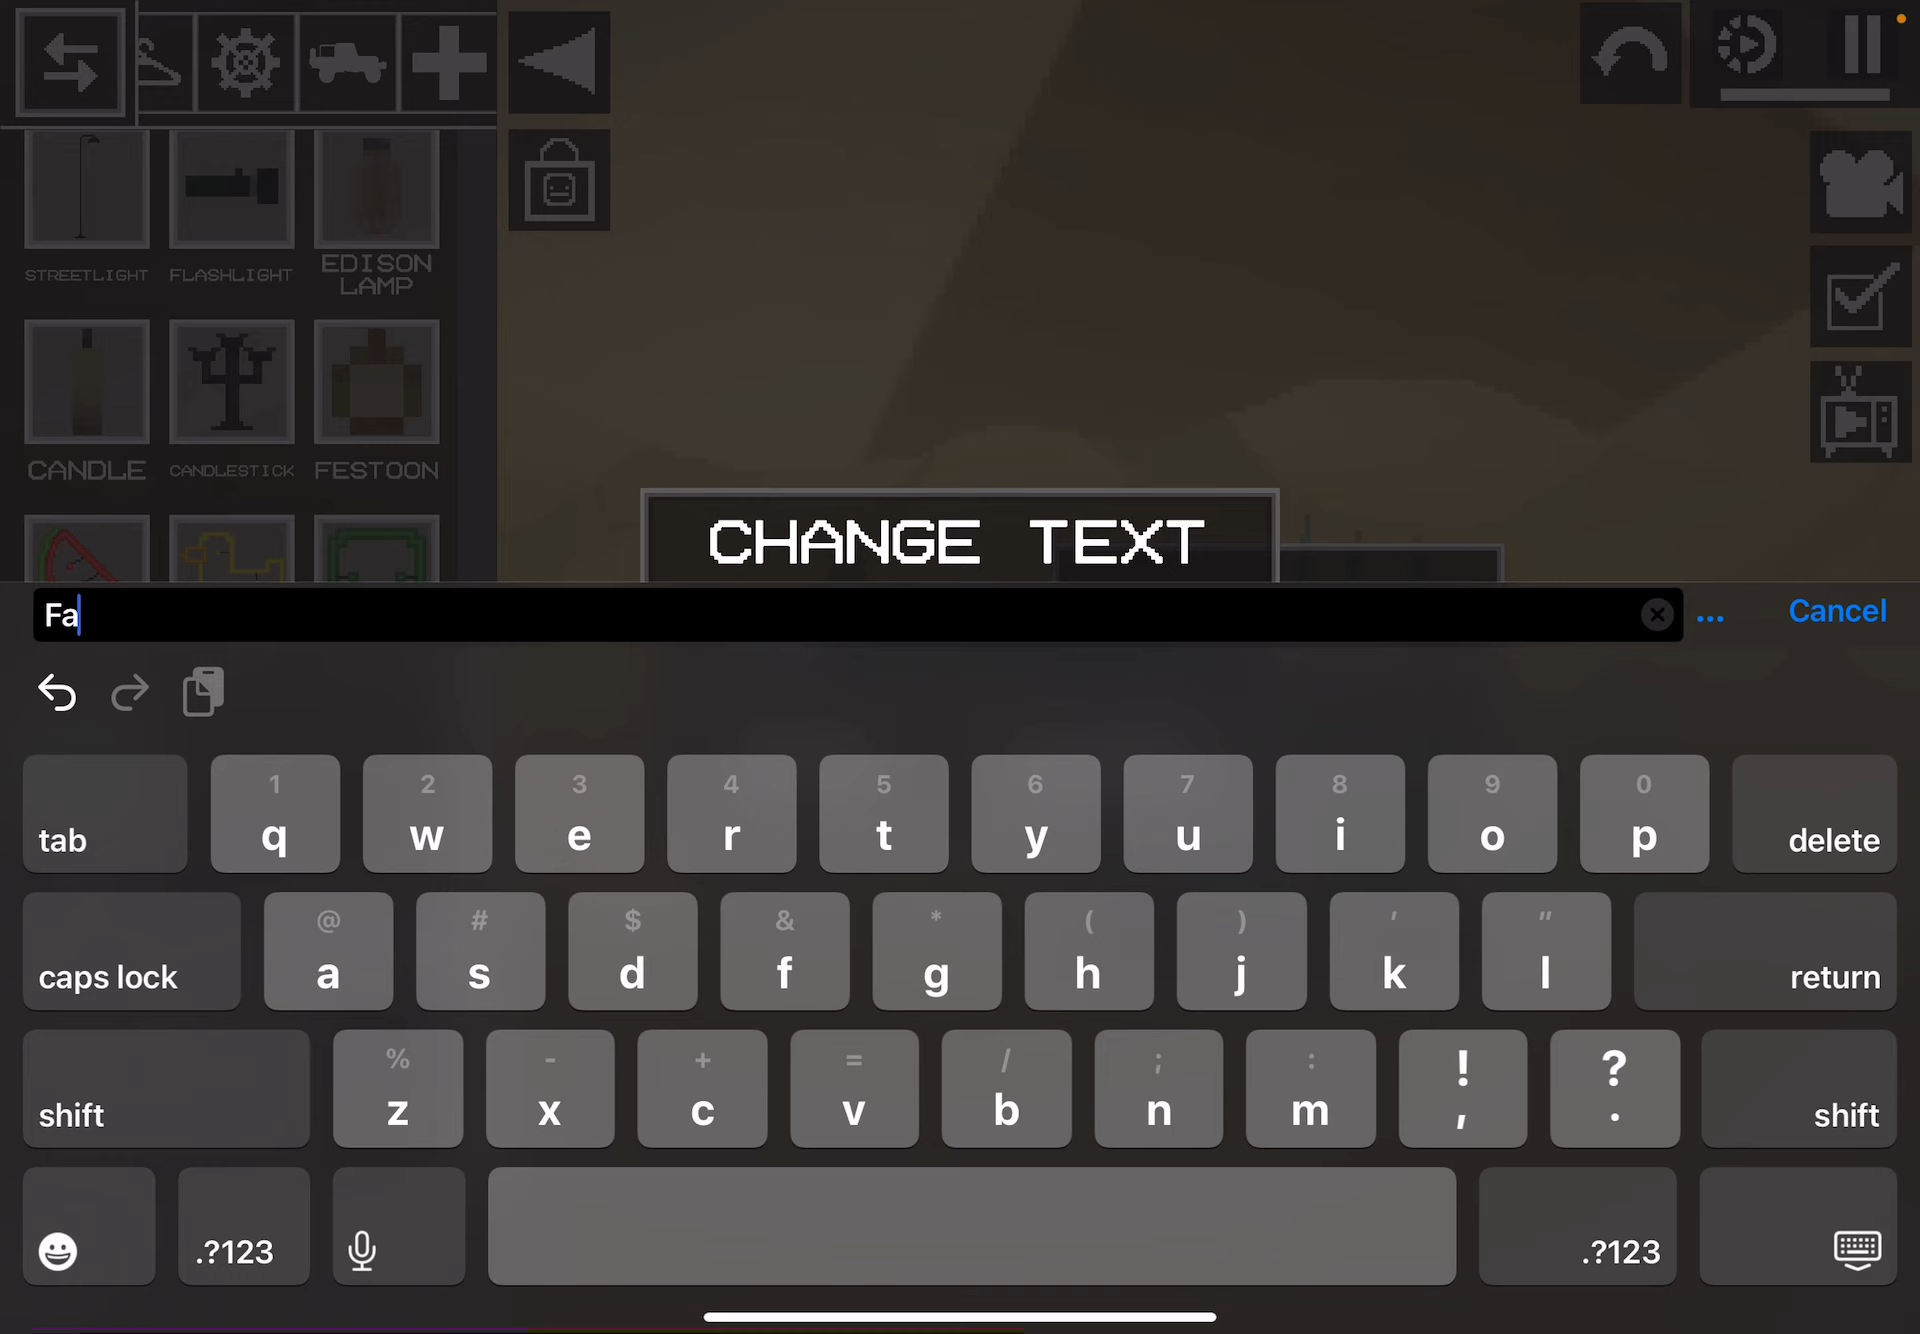 STREETLIGHT FLASHLIGHT EDISON LAMP
CANDLE CANDLESTICK FESTOON
CHANGE TEXT
Fa ... Cancel
tab 1 q 2 w 3 e 4 r 5 t 6 y 7 u 8 i 9 o 0 p delete
caps lock @ a # s $ d & f * g ( h ) j ' k " l return
shift % z - x + c = v / b ; n : m ! , ? . shift
.?123 .?123